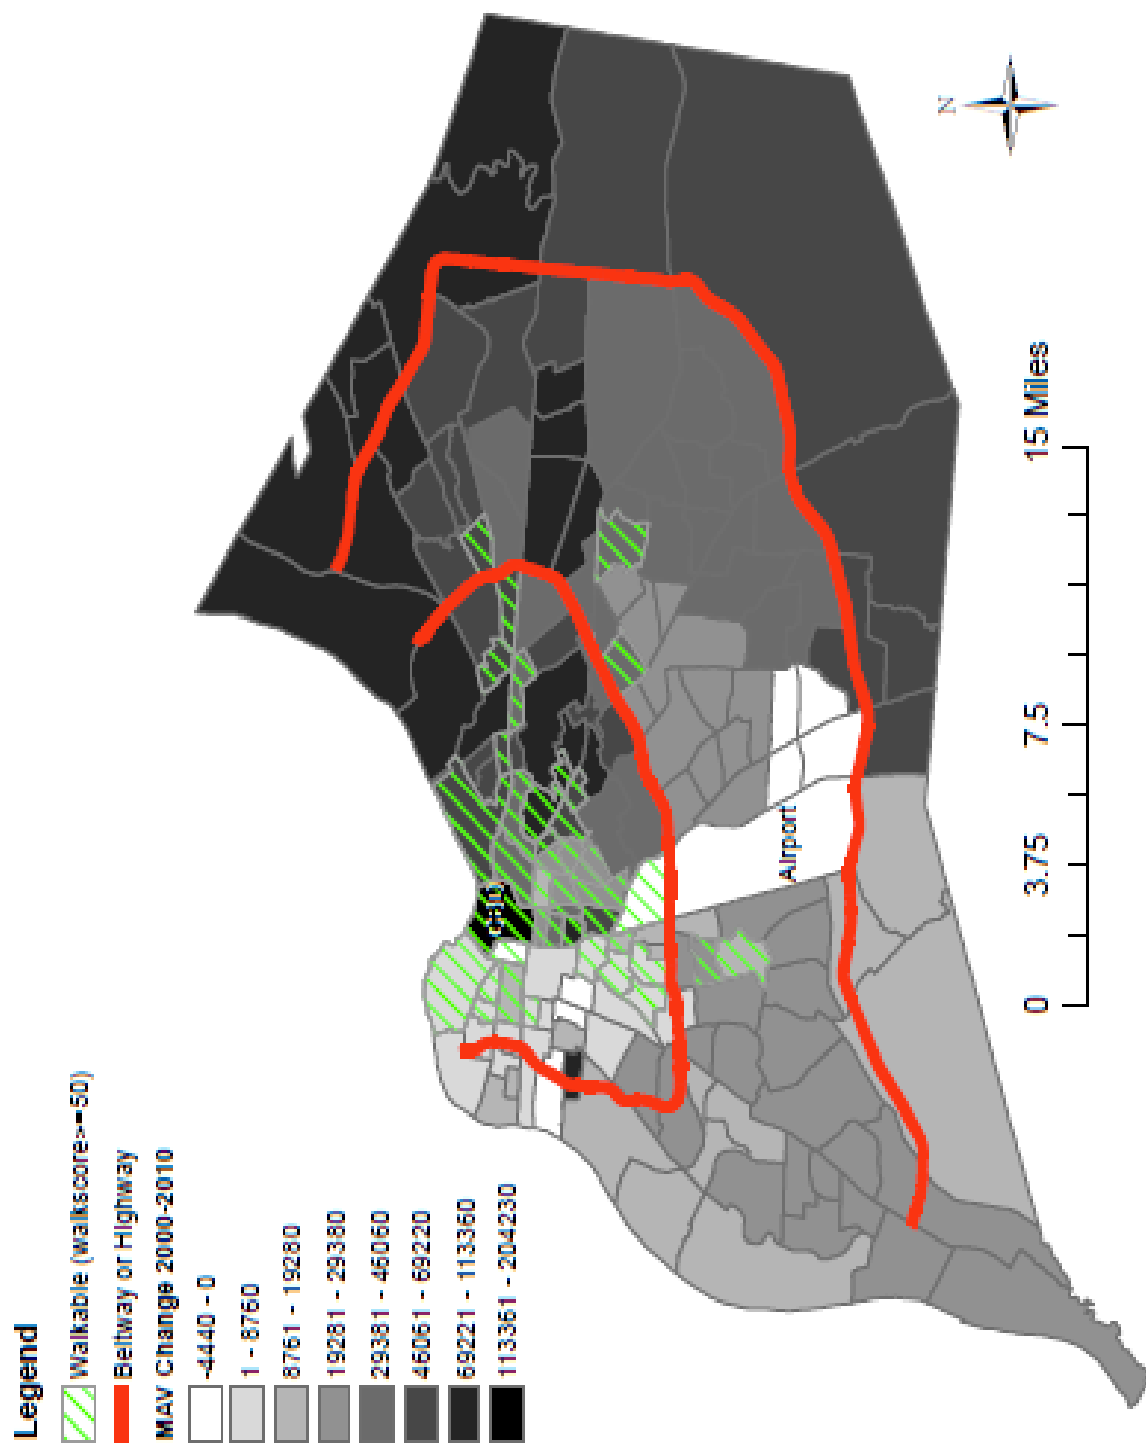 Legend
Walkable (walkscore>=50)
Beltway or Highway
MAV Change 2000-2010
-4440 - 0
1 - 8760
8761 - 19280
19281 - 29380
29381 - 46060
46061 - 69220
69221 - 113360
113361 - 204230
CBD
Airport
N
0 3.75 7.5 15 Miles